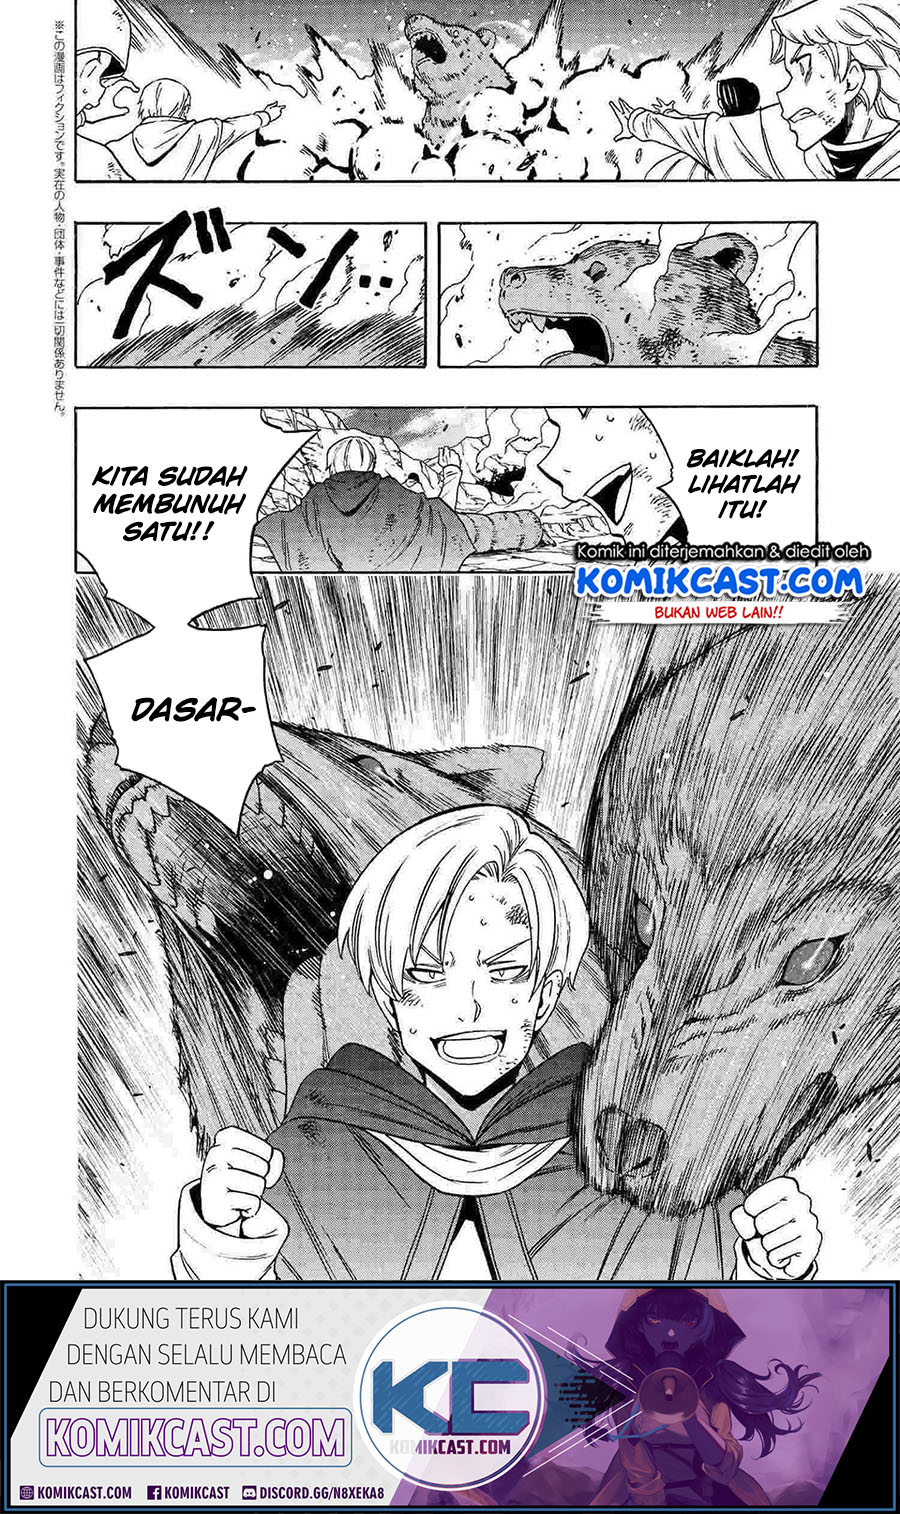 ※この漫画はフィクションです。実在の人物・団体・事件などには一切関係ありません。
ズン‥
BAIKLAH!
LIHATLAH
ITU!
KITA SUDAH
MEMBUNUH
SATU!!
Komik ini diterjemahkan & diedit oleh
KOMIKCAST.COM
BUKAN WEB LAIN!!
DASAR-
DUKUNG TERUS KAMI
DENGAN SELALU MEMBACA
DAN BERKOMENTAR DI
KOMIKCAST.COM
KC
KOMIKCAST.COM
KOMIKCAST.COM KOMIKCAST DISCORD.GG/N8XEKA8